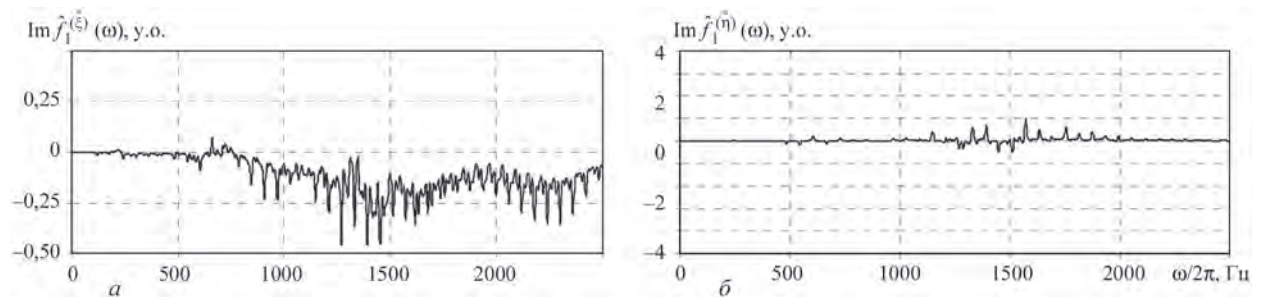 Im f̂₁^(ξ̊) (ω), у.о.
0,25
0
–0,25
–0,50
0 500 1000 1500 2000
а
Im f̂₁^(η̊) (ω), у.о.
4
2
0
–2
–4
0 500 1000 1500 2000 ω/2π, Гц
б